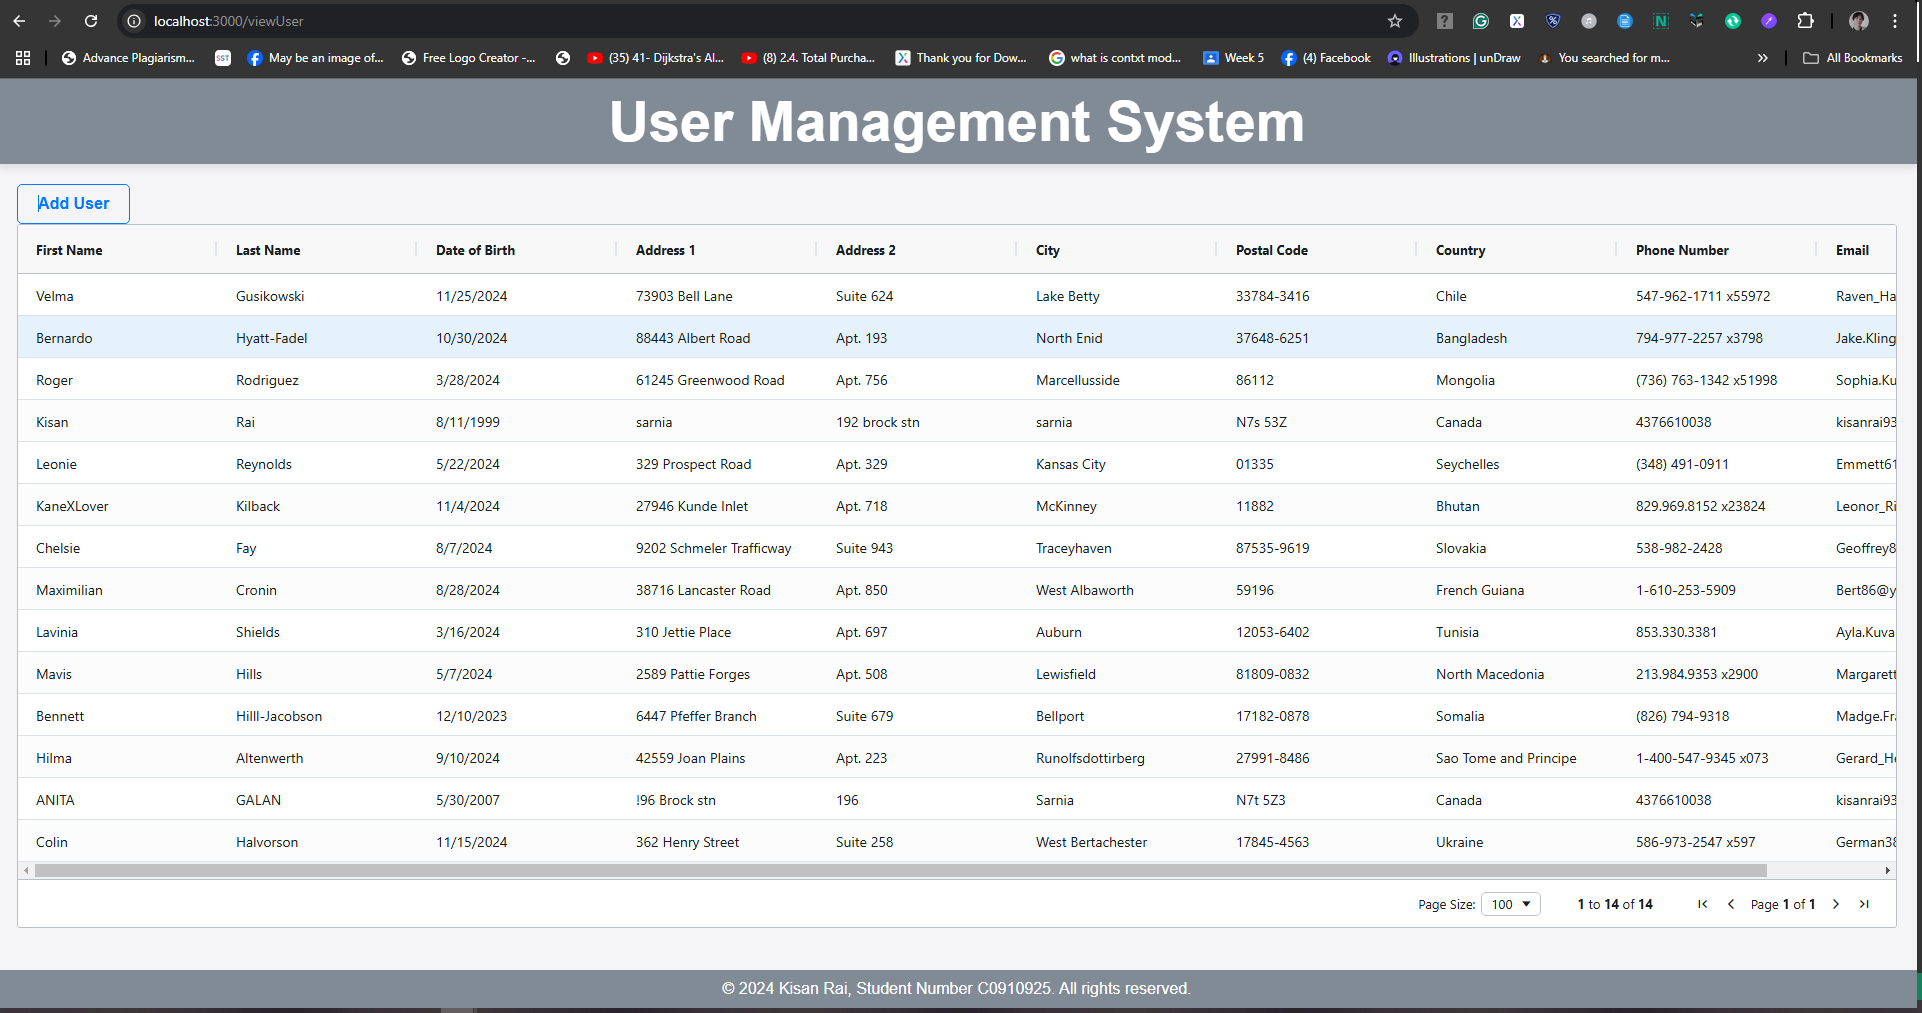 localhost:3000/viewUser
Advance Plagiarism... SST May be an image of... Free Logo Creator -... (35) 41- Dijkstra's Al... (8) 2.4. Total Purcha... Thank you for Dow... what is contxt mod... Week 5 (4) Facebook Illustrations | unDraw You searched for m... All Bookmarks
User Management System
Add User
First Name Last Name Date of Birth Address 1 Address 2 City Postal Code Country Phone Number Email
Velma Gusikowski 11/25/2024 73903 Bell Lane Suite 624 Lake Betty 33784-3416 Chile 547-962-1711 x55972 Raven_Ha
Bernardo Hyatt-Fadel 10/30/2024 88443 Albert Road Apt. 193 North Enid 37648-6251 Bangladesh 794-977-2257 x3798 Jake.Kling
Roger Rodriguez 3/28/2024 61245 Greenwood Road Apt. 756 Marcellusside 86112 Mongolia (736) 763-1342 x51998 Sophia.Ku
Kisan Rai 8/11/1999 sarnia 192 brock stn sarnia N7s 53Z Canada 4376610038 kisanrai93
Leonie Reynolds 5/22/2024 329 Prospect Road Apt. 329 Kansas City 01335 Seychelles (348) 491-0911 Emmett61
KaneXLover Kilback 11/4/2024 27946 Kunde Inlet Apt. 718 McKinney 11882 Bhutan 829.969.8152 x23824 Leonor_Ri
Chelsie Fay 8/7/2024 9202 Schmeler Trafficway Suite 943 Traceyhaven 87535-9619 Slovakia 538-982-2428 Geoffrey8
Maximilian Cronin 8/28/2024 38716 Lancaster Road Apt. 850 West Albaworth 59196 French Guiana 1-610-253-5909 Bert86@y
Lavinia Shields 3/16/2024 310 Jettie Place Apt. 697 Auburn 12053-6402 Tunisia 853.330.3381 Ayla.Kuva
Mavis Hills 5/7/2024 2589 Pattie Forges Apt. 508 Lewisfield 81809-0832 North Macedonia 213.984.9353 x2900 Margarett
Bennett Hilll-Jacobson 12/10/2023 6447 Pfeffer Branch Suite 679 Bellport 17182-0878 Somalia (826) 794-9318 Madge.Fra
Hilma Altenwerth 9/10/2024 42559 Joan Plains Apt. 223 Runolfsdottirberg 27991-8486 Sao Tome and Principe 1-400-547-9345 x073 Gerard_He
ANITA GALAN 5/30/2007 !96 Brock stn 196 Sarnia N7t 5Z3 Canada 4376610038 kisanrai93
Colin Halvorson 11/15/2024 362 Henry Street Suite 258 West Bertachester 17845-4563 Ukraine 586-973-2547 x597 German38
Page Size: 100 1 to 14 of 14 Page 1 of 1
© 2024 Kisan Rai, Student Number C0910925. All rights reserved.